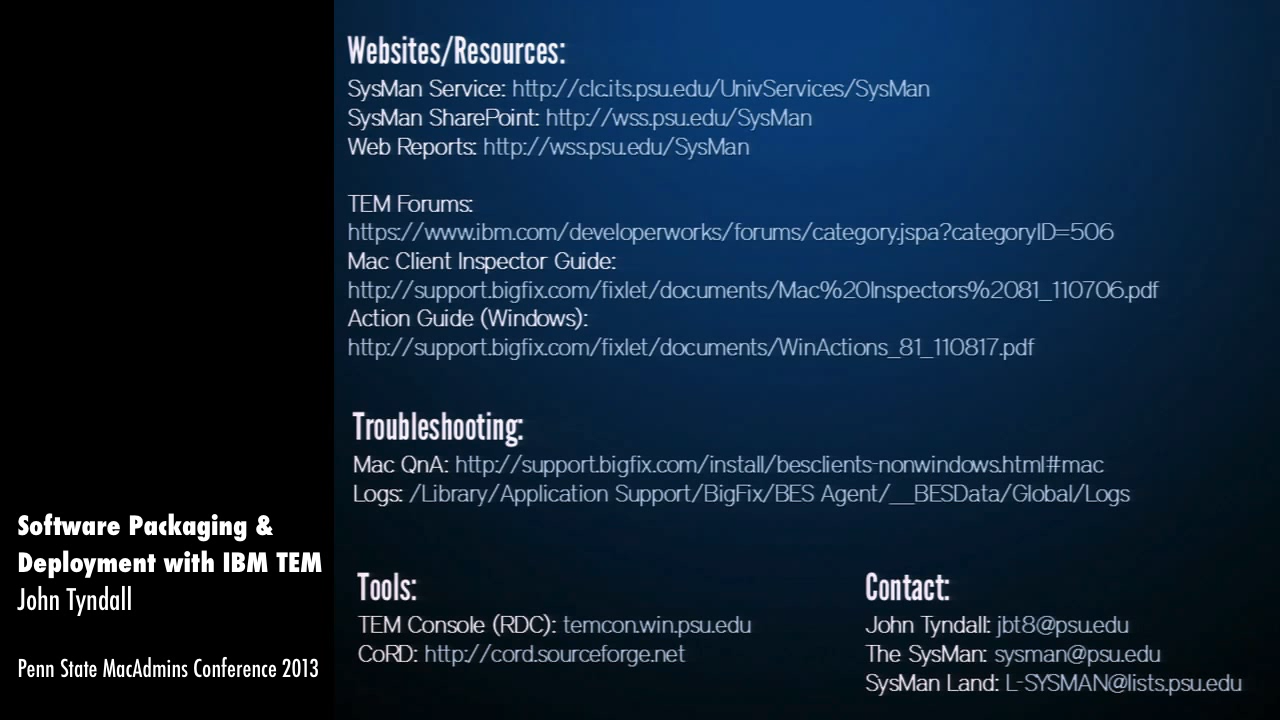 Websites/Resources:
SysMan Service: http://clc.its.psu.edu/UnivServices/SysMan
SysMan SharePoint: http://wss.psu.edu/SysMan
Web Reports: http://wss.psu.edu/SysMan
TEM Forums:
https://www.ibm.com/developerworks/forums/category.jspa?categoryID=506
Mac Client Inspector Guide:
http://support.bigfix.com/fixlet/documents/Mac%20Inspectors%2081_110706.pdf
Action Guide (Windows):
http://support.bigfix.com/fixlet/documents/WinActions_81_110817.pdf
Troubleshooting:
Mac QnA: http://support.bigfix.com/install/besclients-nonwindows.html#mac
Logs: /Library/Application Support/BigFix/BES Agent/__BESData/Global/Logs
Tools:
TEM Console (RDC): temcon.win.psu.edu
CoRD: http://cord.sourceforge.net
Contact:
John Tyndall: jbt8@psu.edu
The SysMan: sysman@psu.edu
SysMan Land: L-SYSMAN@lists.psu.edu
Software Packaging &
Deployment with IBM TEM
John Tyndall
Penn State MacAdmins Conference 2013